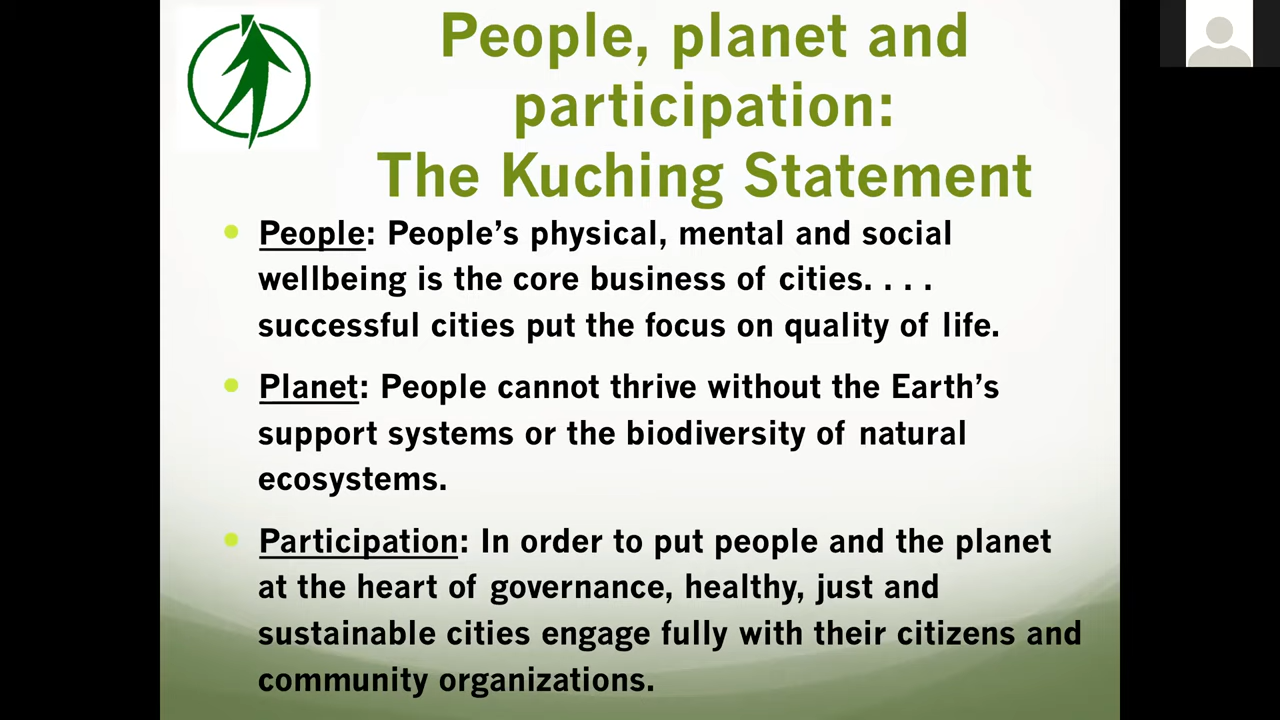 People, planet and
participation:
The Kuching Statement
People: People’s physical, mental and social
wellbeing is the core business of cities. . . .
successful cities put the focus on quality of life.
Planet: People cannot thrive without the Earth’s
support systems or the biodiversity of natural
ecosystems.
Participation: In order to put people and the planet
at the heart of governance, healthy, just and
sustainable cities engage fully with their citizens and
community organizations.